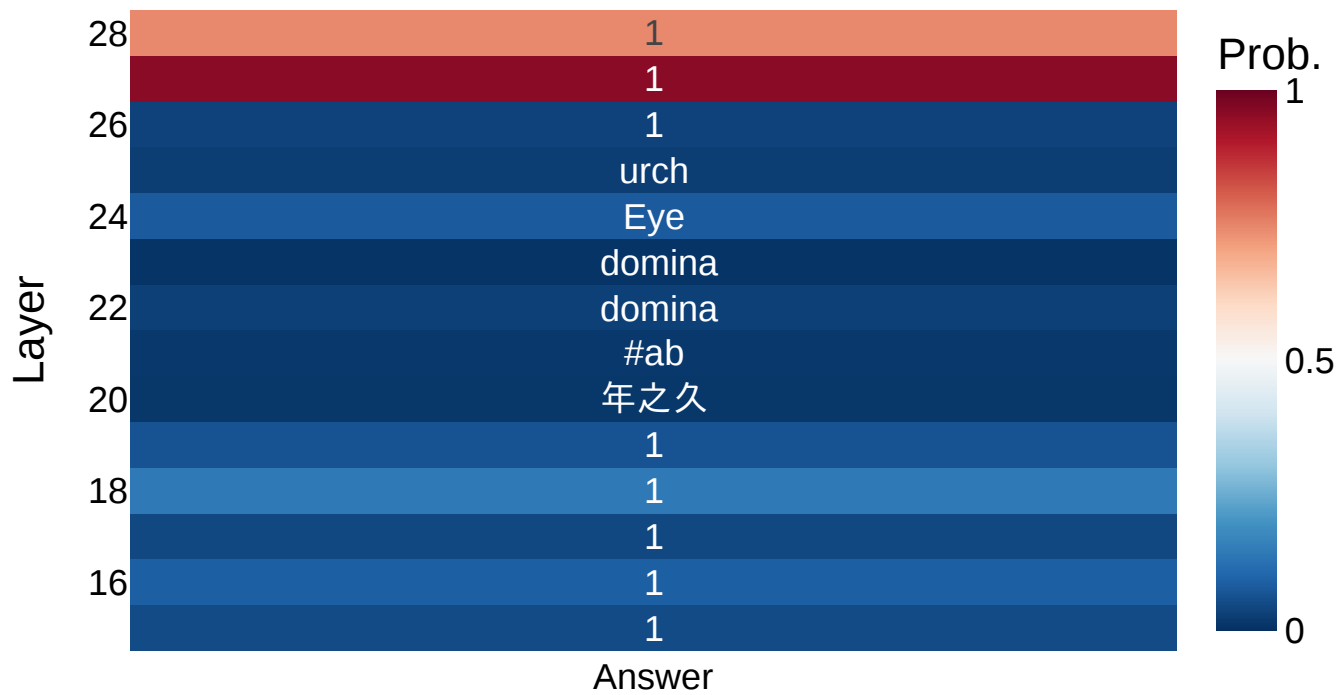 Prob.
28 1
1
1
26 1
urch
24 Eye
domina
22 domina
0.5
#ab
20 年之久
1
18 1
1
16 1
1
0
Layer
Answer